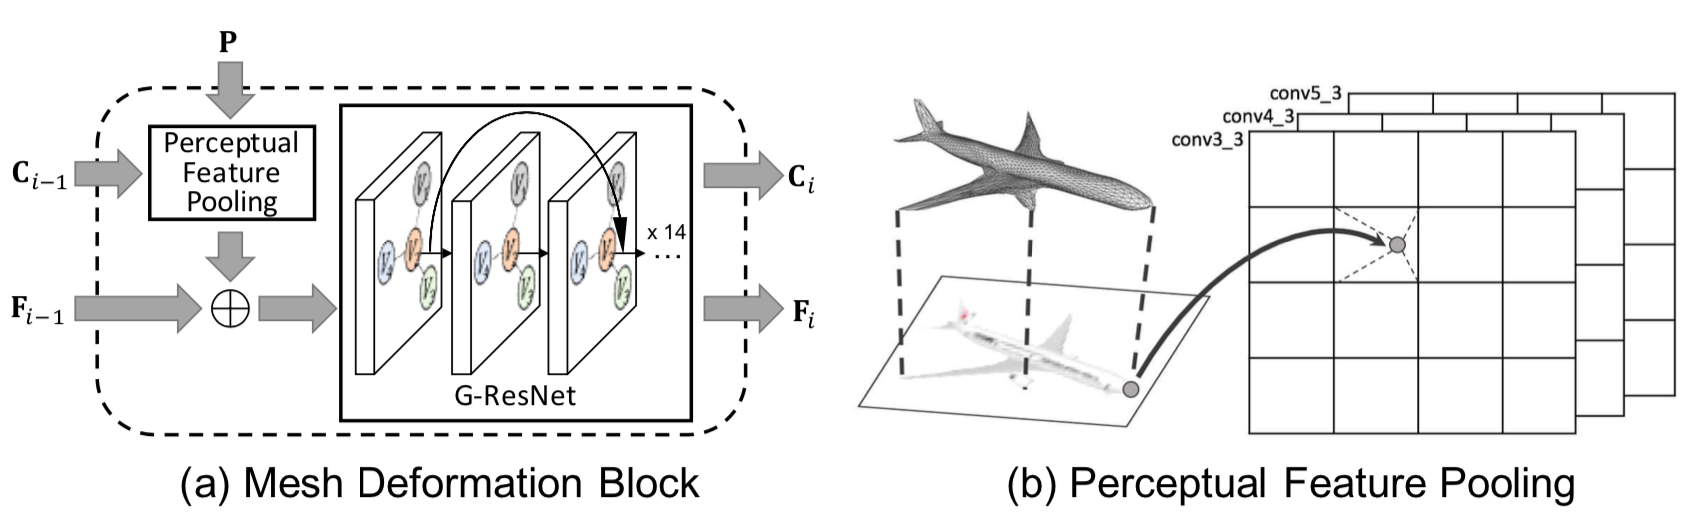 P
Perceptual
Feature
Pooling
C_{i−1}
F_{i−1}
x 14
...
G-ResNet
C_i
F_i
(a) Mesh Deformation Block
conv5_3
conv4_3
conv3_3
(b) Perceptual Feature Pooling